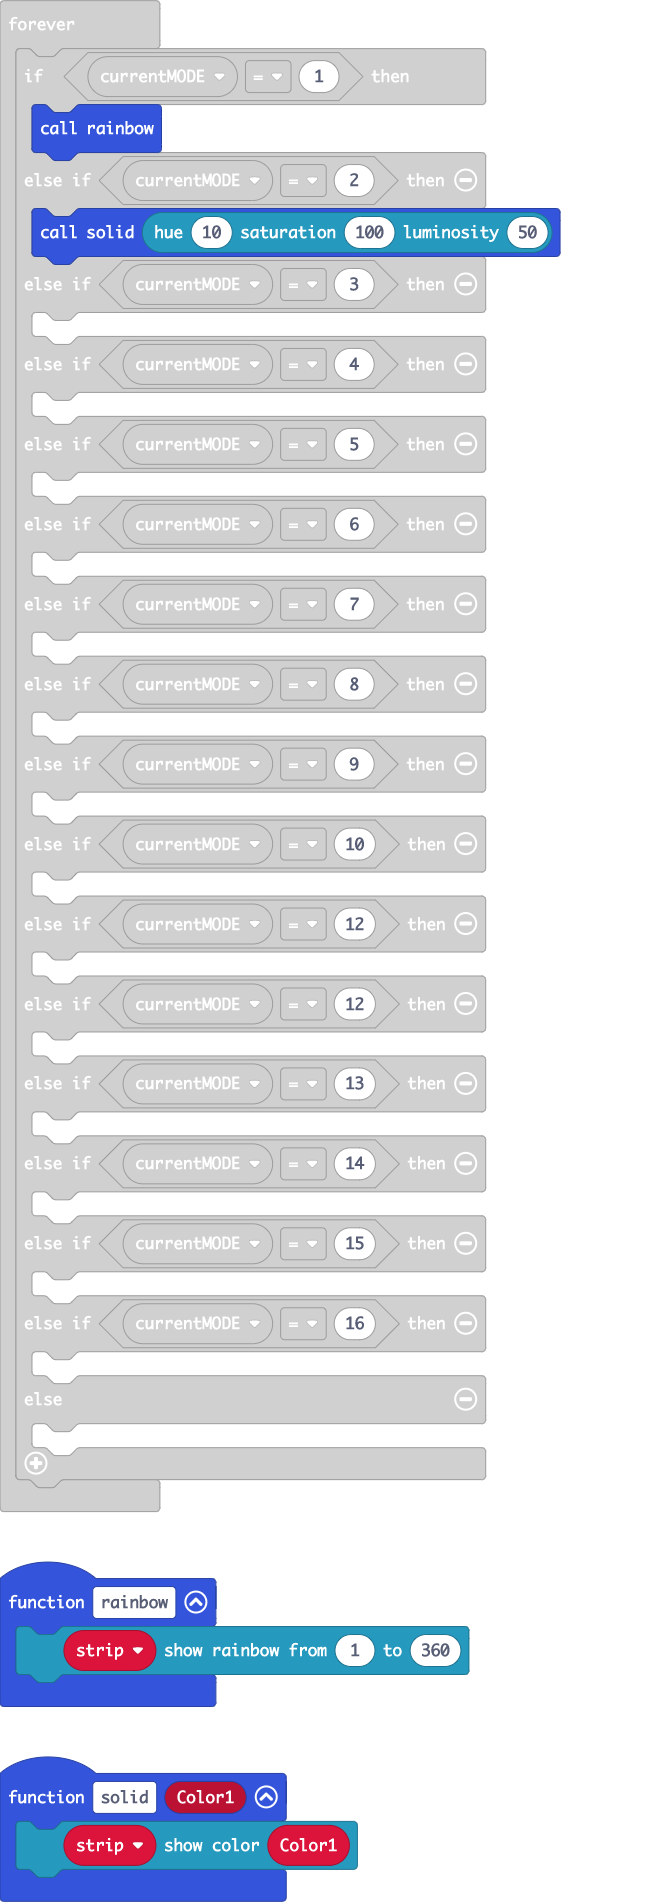 forever
if currentMODE = 1 then
call rainbow
else if currentMODE = 2 then
call solid hue 10 saturation 100 luminosity 50
else if currentMODE = 3 then
else if currentMODE = 4 then
else if currentMODE = 5 then
else if currentMODE = 6 then
else if currentMODE = 7 then
else if currentMODE = 8 then
else if currentMODE = 9 then
else if currentMODE = 10 then
else if currentMODE = 12 then
else if currentMODE = 12 then
else if currentMODE = 13 then
else if currentMODE = 14 then
else if currentMODE = 15 then
else if currentMODE = 16 then
else
function rainbow
strip show rainbow from 1 to 360
function solid Color1
strip show color Color1